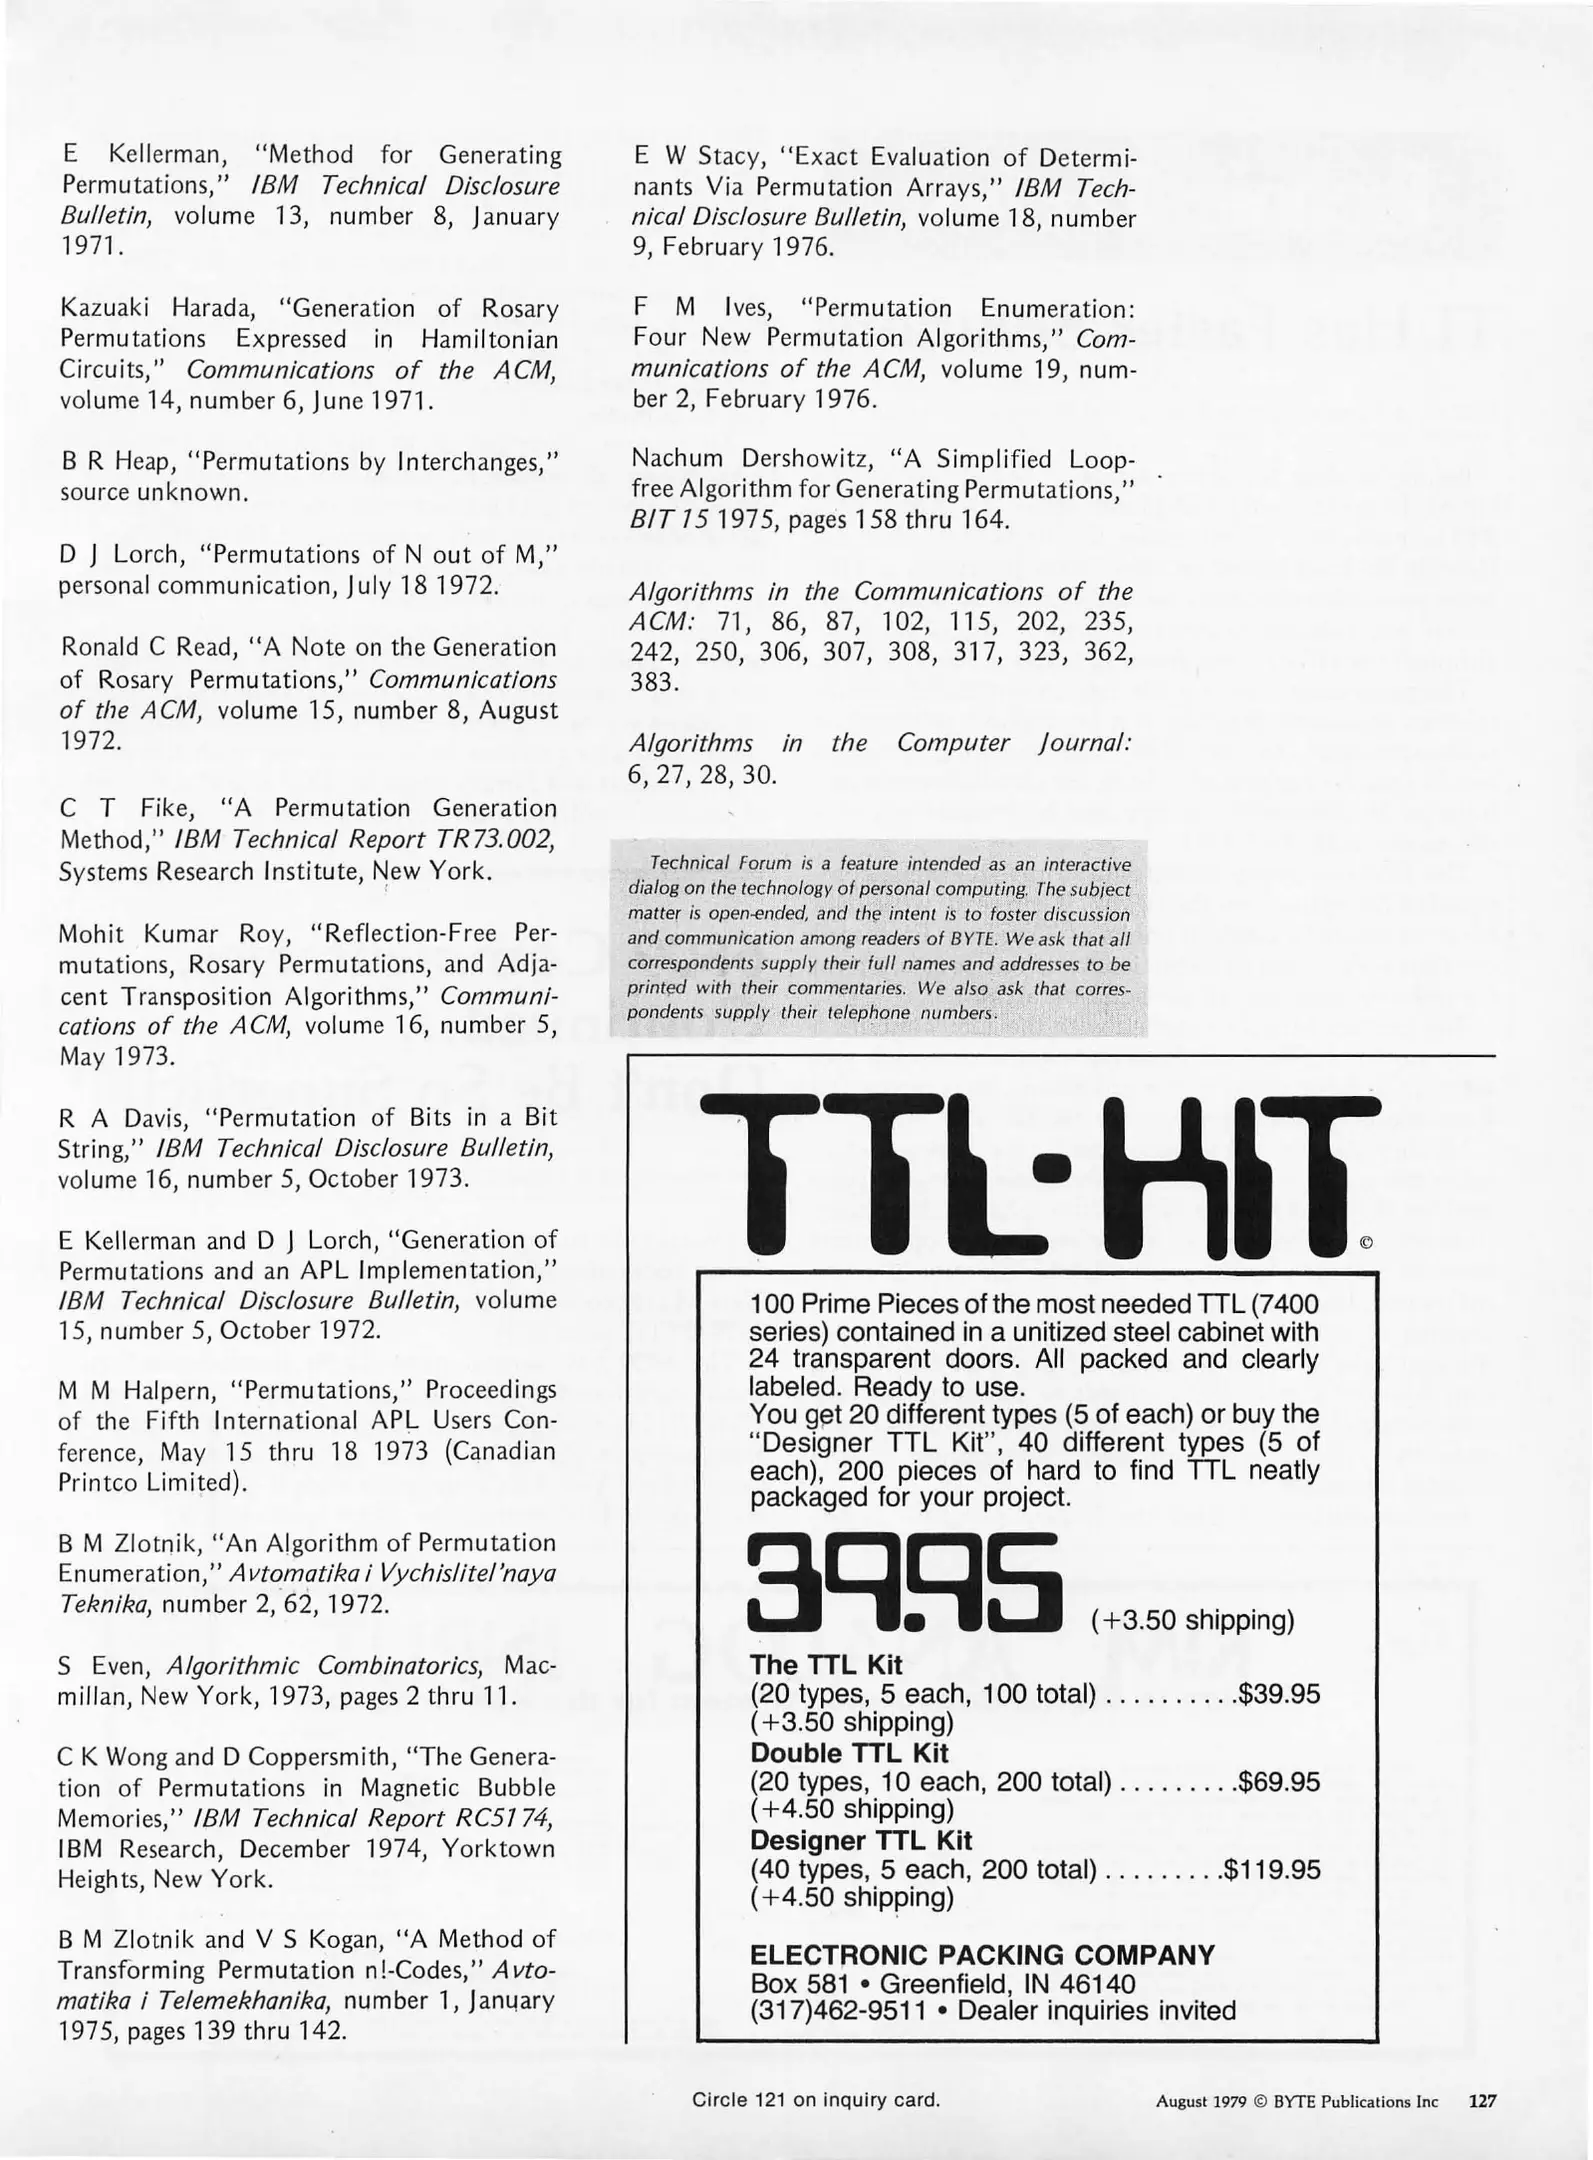 E Kellerman, “Method for Generating
Permutations,” IBM Technical Disclosure
Bulletin, volume 13, number 8, January
1971.
Kazuaki Harada, “Generation of Rosary
Permutations Expressed in Hamiltonian
Circuits,” Communications of the ACM,
volume 14, number 6, June 1971.
B R Heap, “Permutations by Interchanges,”
source unknown.
D J Lorch, “Permutations of N out of M,”
personal communication, July 18 1972.
Ronald C Read, “A Note on the Generation
of Rosary Permutations,” Communications
of the ACM, volume 15, number 8, August
1972.
C T Fike, “A Permutation Generation
Method,” IBM Technical Report TR73.002,
Systems Research Institute, New York.
Mohit Kumar Roy, “Reflection-Free Per-
mutations, Rosary Permutations, and Adja-
cent Transposition Algorithms,” Communi-
cations of the ACM, volume 16, number 5,
May 1973.
R A Davis, “Permutation of Bits in a Bit
String,” IBM Technical Disclosure Bulletin,
volume 16, number 5, October 1973.
E Kellerman and D J Lorch, “Generation of
Permutations and an APL Implementation,”
IBM Technical Disclosure Bulletin, volume
15, number 5, October 1972.
M M Halpern, “Permutations,” Proceedings
of the Fifth International APL Users Con-
ference, May 15 thru 18 1973 (Canadian
Printco Limited).
B M Zlotnik, “An Algorithm of Permutation
Enumeration,” Avtomatika i Vychislitel’naya
Teknika, number 2, 62, 1972.
S Even, Algorithmic Combinatorics, Mac-
millan, New York, 1973, pages 2 thru 11.
C K Wong and D Coppersmith, “The Genera-
tion of Permutations in Magnetic Bubble
Memories,” IBM Technical Report RC5174,
IBM Research, December 1974, Yorktown
Heights, New York.
B M Zlotnik and V S Kogan, “A Method of
Transforming Permutation n!-Codes,” Avto-
matika i Telemekhanika, number 1, January
1975, pages 139 thru 142.
E W Stacy, “Exact Evaluation of Determi-
nants Via Permutation Arrays,” IBM Tech-
nical Disclosure Bulletin, volume 18, number
9, February 1976.
F M Ives, “Permutation Enumeration:
Four New Permutation Algorithms,” Com-
munications of the ACM, volume 19, num-
ber 2, February 1976.
Nachum Dershowitz, “A Simplified Loop-
free Algorithm for Generating Permutations,”
BIT 15 1975, pages 158 thru 164.
Algorithms in the Communications of the
ACM: 71, 86, 87, 102, 115, 202, 235,
242, 250, 306, 307, 308, 317, 323, 362,
383.
Algorithms in the Computer Journal:
6, 27, 28, 30.
Technical Forum is a feature intended as an interactive
dialog on the technology of personal computing. The subject
matter is open-ended, and the intent is to foster discussion
and communication among readers of BYTE. We ask that all
correspondents supply their full names and addresses to be
printed with their commentaries. We also ask that corres-
pondents supply their telephone numbers.
TTL-KIT©
100 Prime Pieces of the most needed TTL (7400
series) contained in a unitized steel cabinet with
24 transparent doors. All packed and clearly
labeled. Ready to use.
You get 20 different types (5 of each) or buy the
“Designer TTL Kit”, 40 different types (5 of
each), 200 pieces of hard to find TTL neatly
packaged for your project.
39.95 (+3.50 shipping)
The TTL Kit
(20 types, 5 each, 100 total) . . . . . . . . . .$39.95
(+3.50 shipping)
Double TTL Kit
(20 types, 10 each, 200 total) . . . . . . . . .$69.95
(+4.50 shipping)
Designer TTL Kit
(40 types, 5 each, 200 total) . . . . . . . . .$119.95
(+4.50 shipping)
ELECTRONIC PACKING COMPANY
Box 581 • Greenfield, IN 46140
(317)462-9511 • Dealer inquiries invited
Circle 121 on inquiry card.
August 1979 © BYTE Publications Inc 127